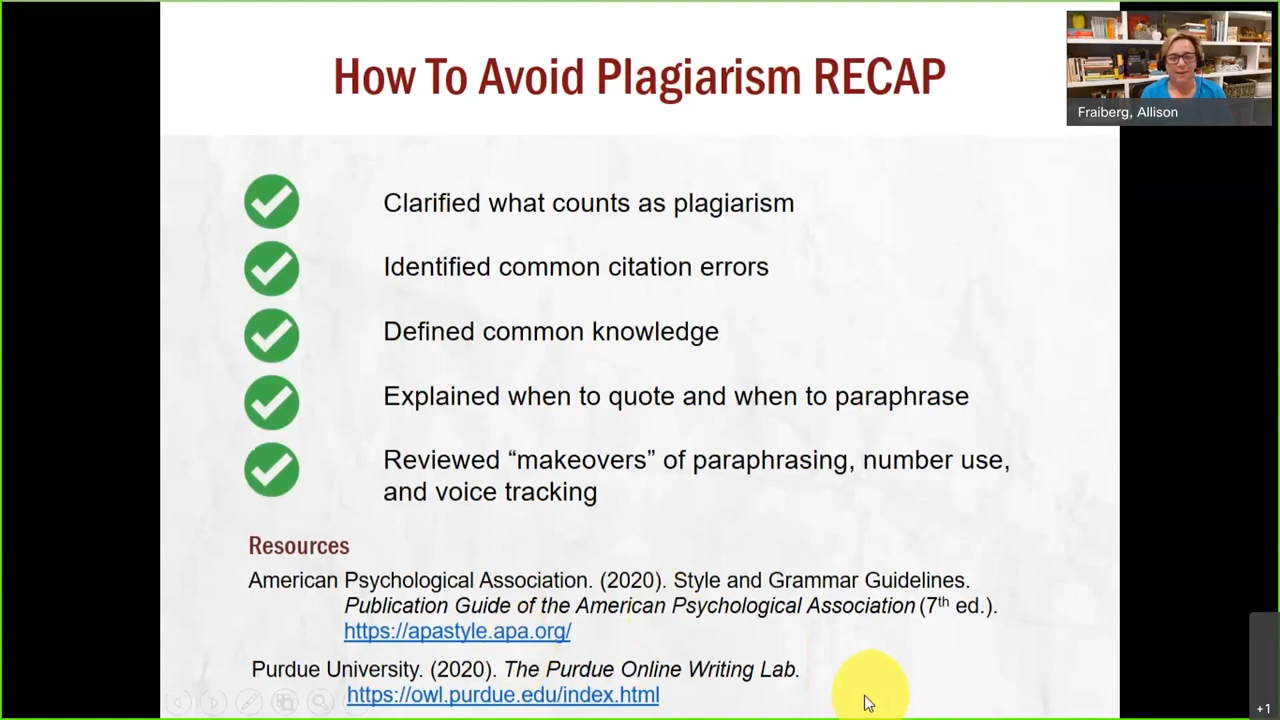 How To Avoid Plagiarism RECAP
Fraiberg, Allison
Clarified what counts as plagiarism
Identified common citation errors
Defined common knowledge
Explained when to quote and when to paraphrase
Reviewed “makeovers” of paraphrasing, number use,
and voice tracking
Resources
American Psychological Association. (2020). Style and Grammar Guidelines.
Publication Guide of the American Psychological Association (7th ed.).
https://apastyle.apa.org/
Purdue University. (2020). The Purdue Online Writing Lab.
https://owl.purdue.edu/index.html
+1